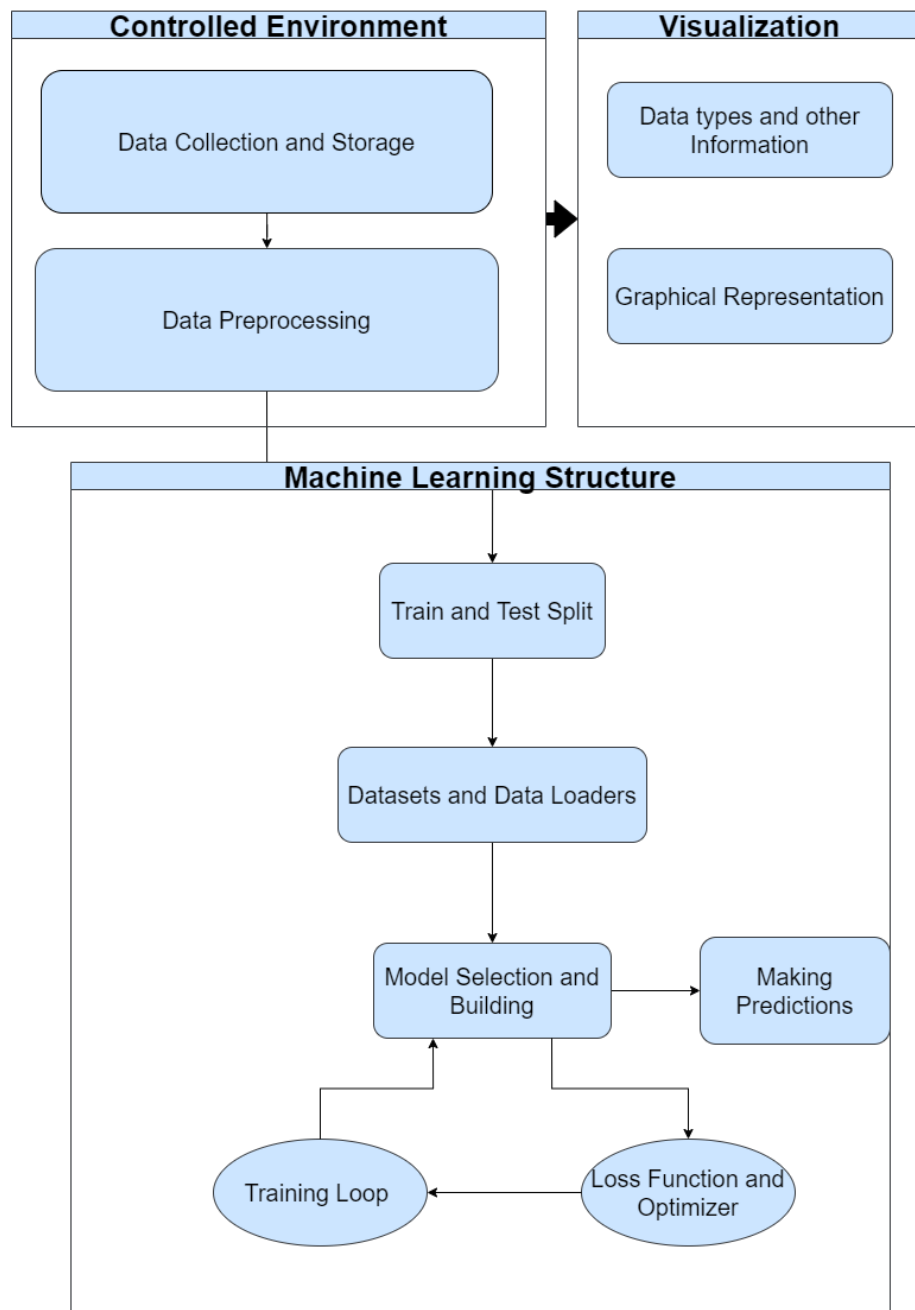 Controlled Environment
Data Collection and Storage
Data Preprocessing
Visualization
Data types and other
Information
Graphical Representation
Machine Learning Structure
Train and Test Split
Datasets and Data Loaders
Model Selection and
Building
Making
Predictions
Training Loop
Loss Function and
Optimizer